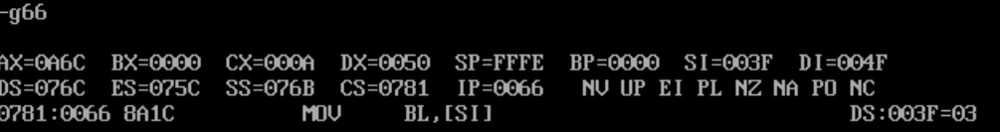 -g66
AX=0A6C BX=0000 CX=000A DX=0050 SP=FFFE BP=0000 SI=003F DI=004F
DS=076C ES=075C SS=076B CS=0781 IP=0066 NV UP EI PL NZ NA PO NC
0781:0066 8A1C MOV BL,[SI] DS:003F=03